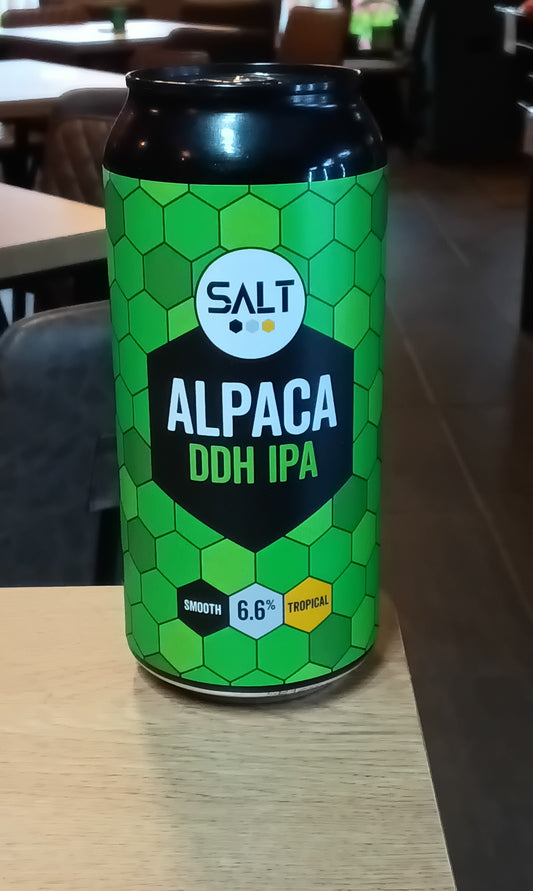 SALT
ALPACA
DDH IPA
SMOOTH 6.6% TROPICAL